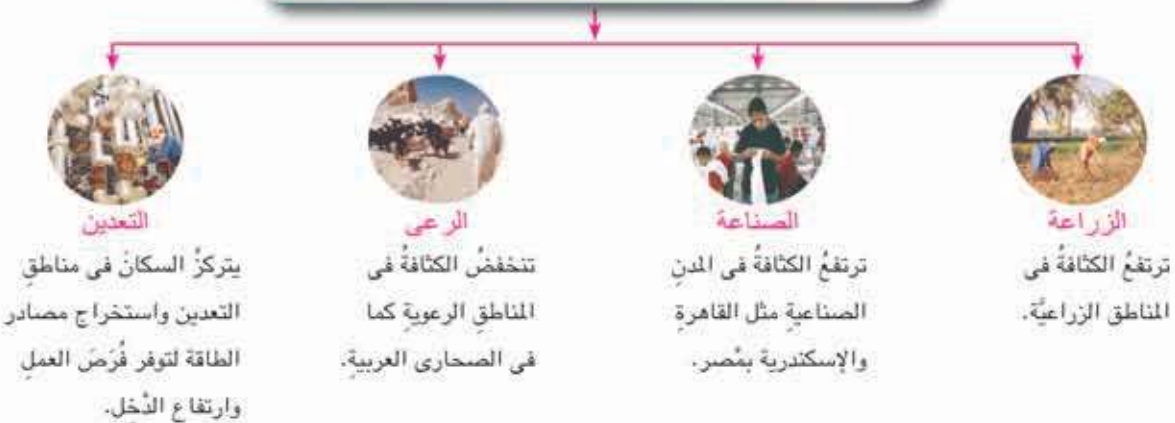 الزراعة
ترتفعُ الكثافةُ فى
المناطق الزراعيَّة.
الصناعة
ترتفعُ الكثافةُ فى المدنِ
الصناعيةِ مثل القاهرةِ
والإسكندرية بمْصر.
الرعى
تنخفضُ الكثافةُ فى
المناطقِ الرعويةِ كما
فى الصحارى العربيةِ.
التعدين
يتركزُ السكانَ فى مناطقِ
التعدين واستخراج مصادر
الطاقة لتوفر فُرَصَ العملِ
وارتفاع الدَّخلِ.